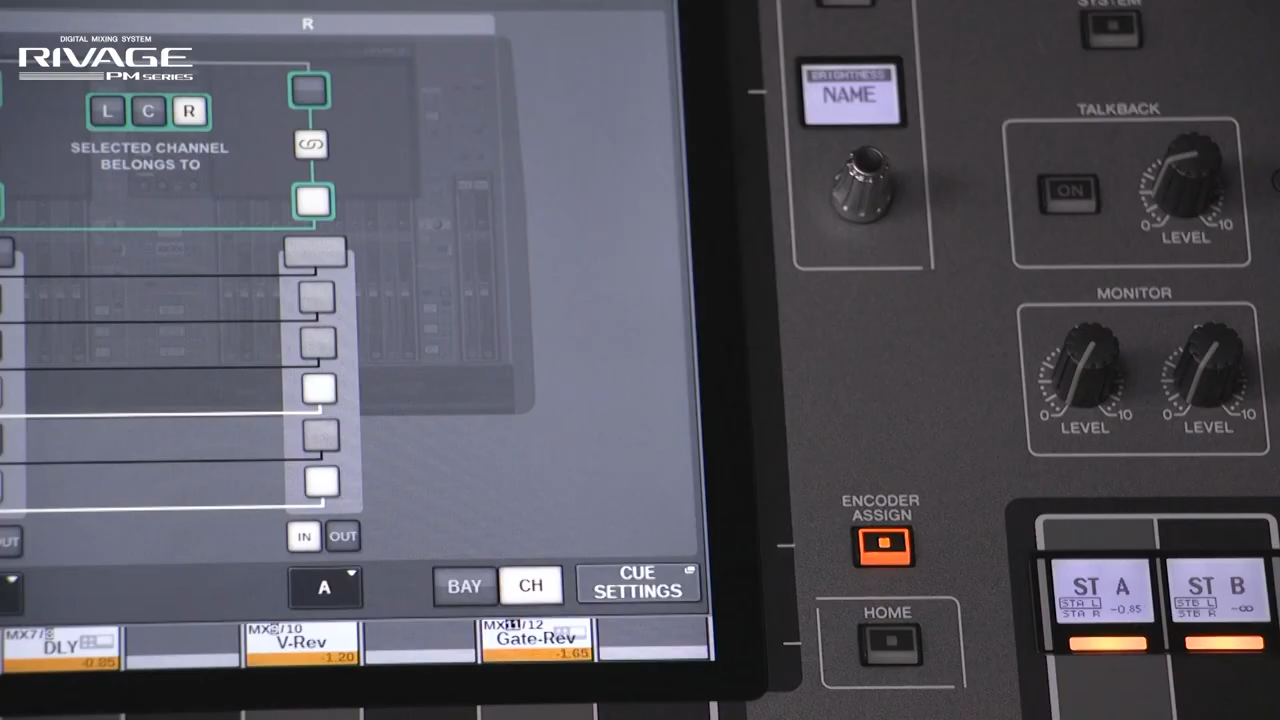 DIGITAL MIXING SYSTEM
RIVAGE
PM SERIES
R
L C R
SELECTED CHANNEL
BELONGS TO
IN OUT
A
BAY CH
CUE
SETTINGS
MX7/8
DLY
-0.85
MX9/10
V-Rev
-1.20
MX11/12
Gate-Rev
-1.65
SYSTEM
BRIGHTNESS
NAME
TALKBACK
ON
0 10
LEVEL
MONITOR
0 10 0 10
LEVEL LEVEL
ENCODER
ASSIGN
HOME
ST A
STA L
STA R -0.85
ST B
STB L
STB R -∞